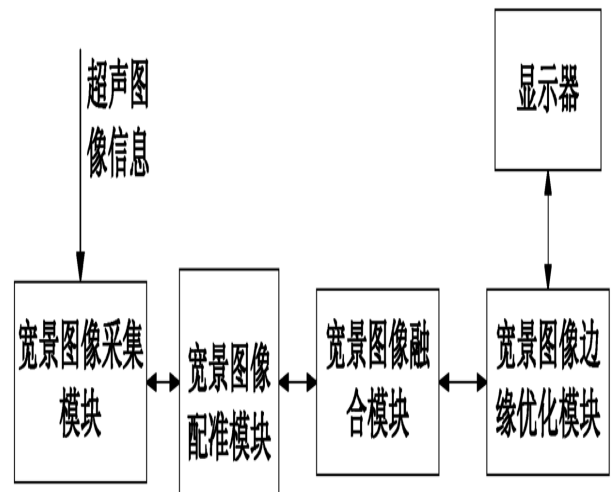 超声图
像信息
显示器
宽景图像采集
模块
宽景图像
配准模块
宽景图像融
合模块
宽景图像边
缘优化模块